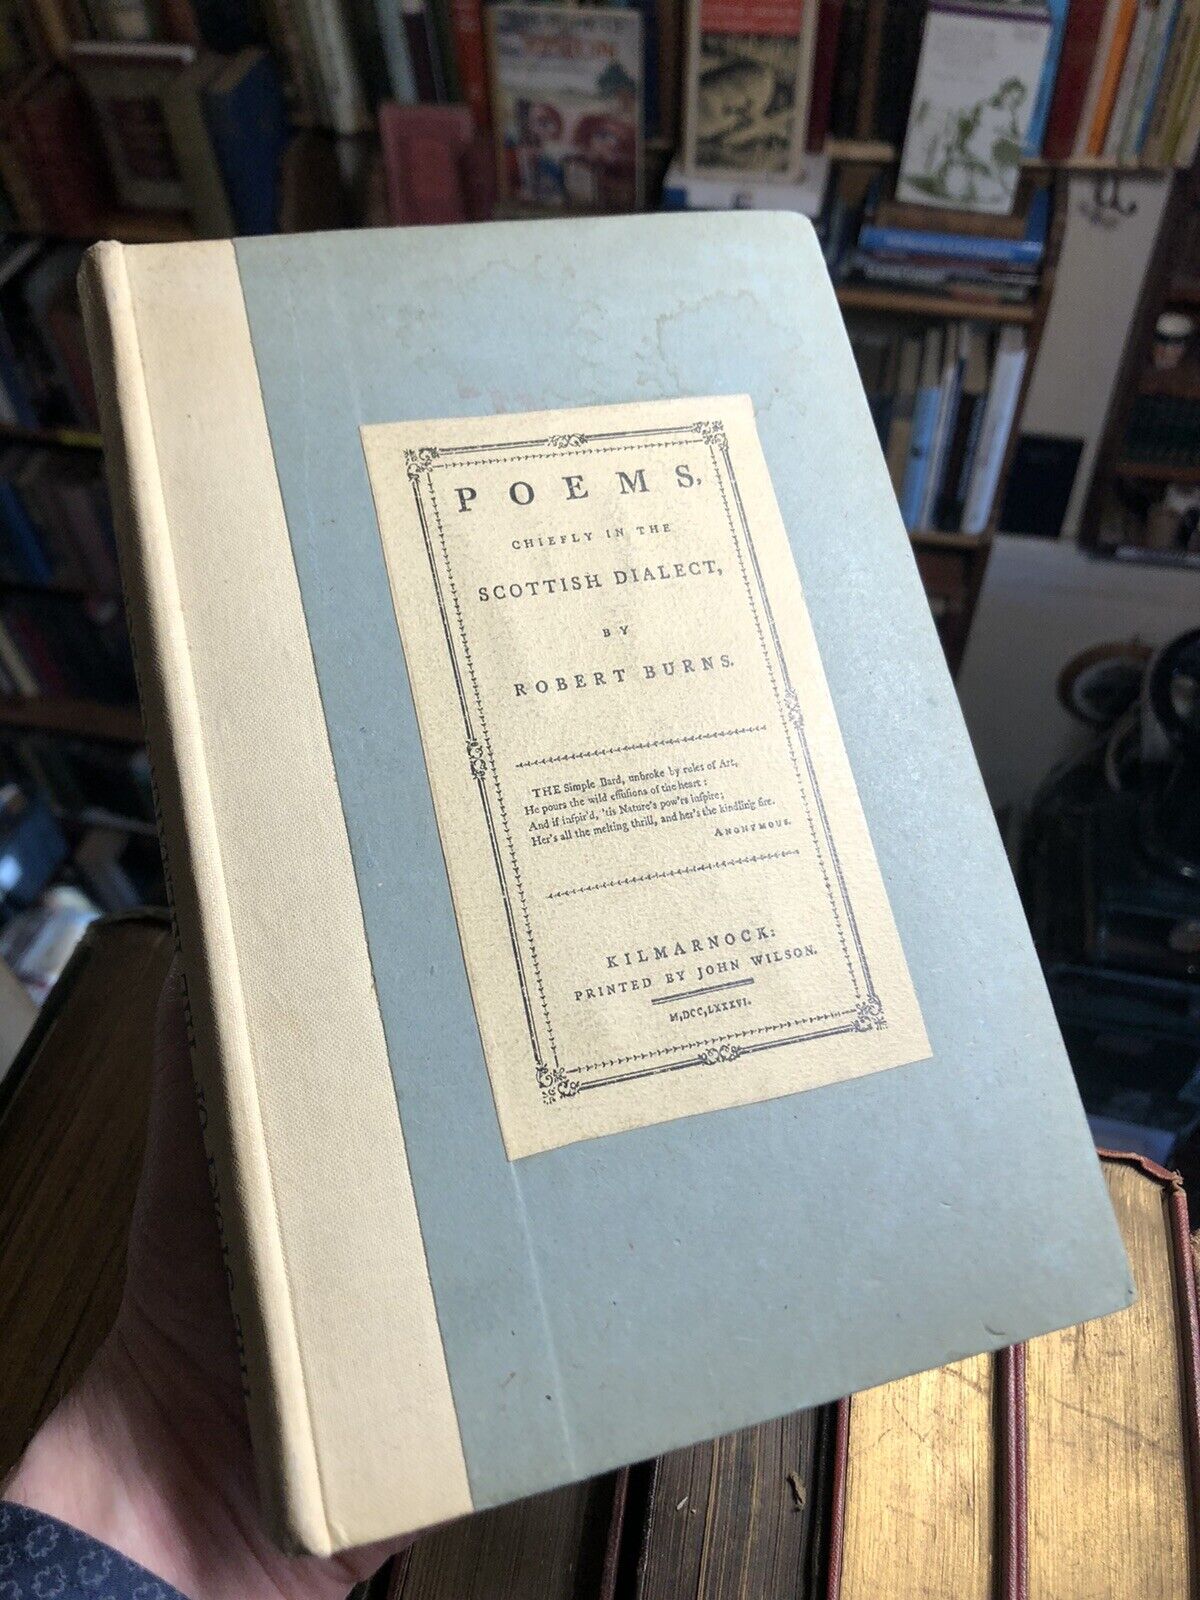 POEMS,
CHIEFLY IN THE
SCOTTISH DIALECT,
BY
ROBERT BURNS.
THE Simple Bard, unbroke by rules of Art,
He pours the wild effusions of the heart:
And if inſpir'd, 'tis Nature's pow'rs inſpire;
Her's all the melting thrill, and her's the kindling fire.
ANONYMOUS.
KILMARNOCK:
PRINTED BY JOHN WILSON.
M,DCC,LXXXVI.